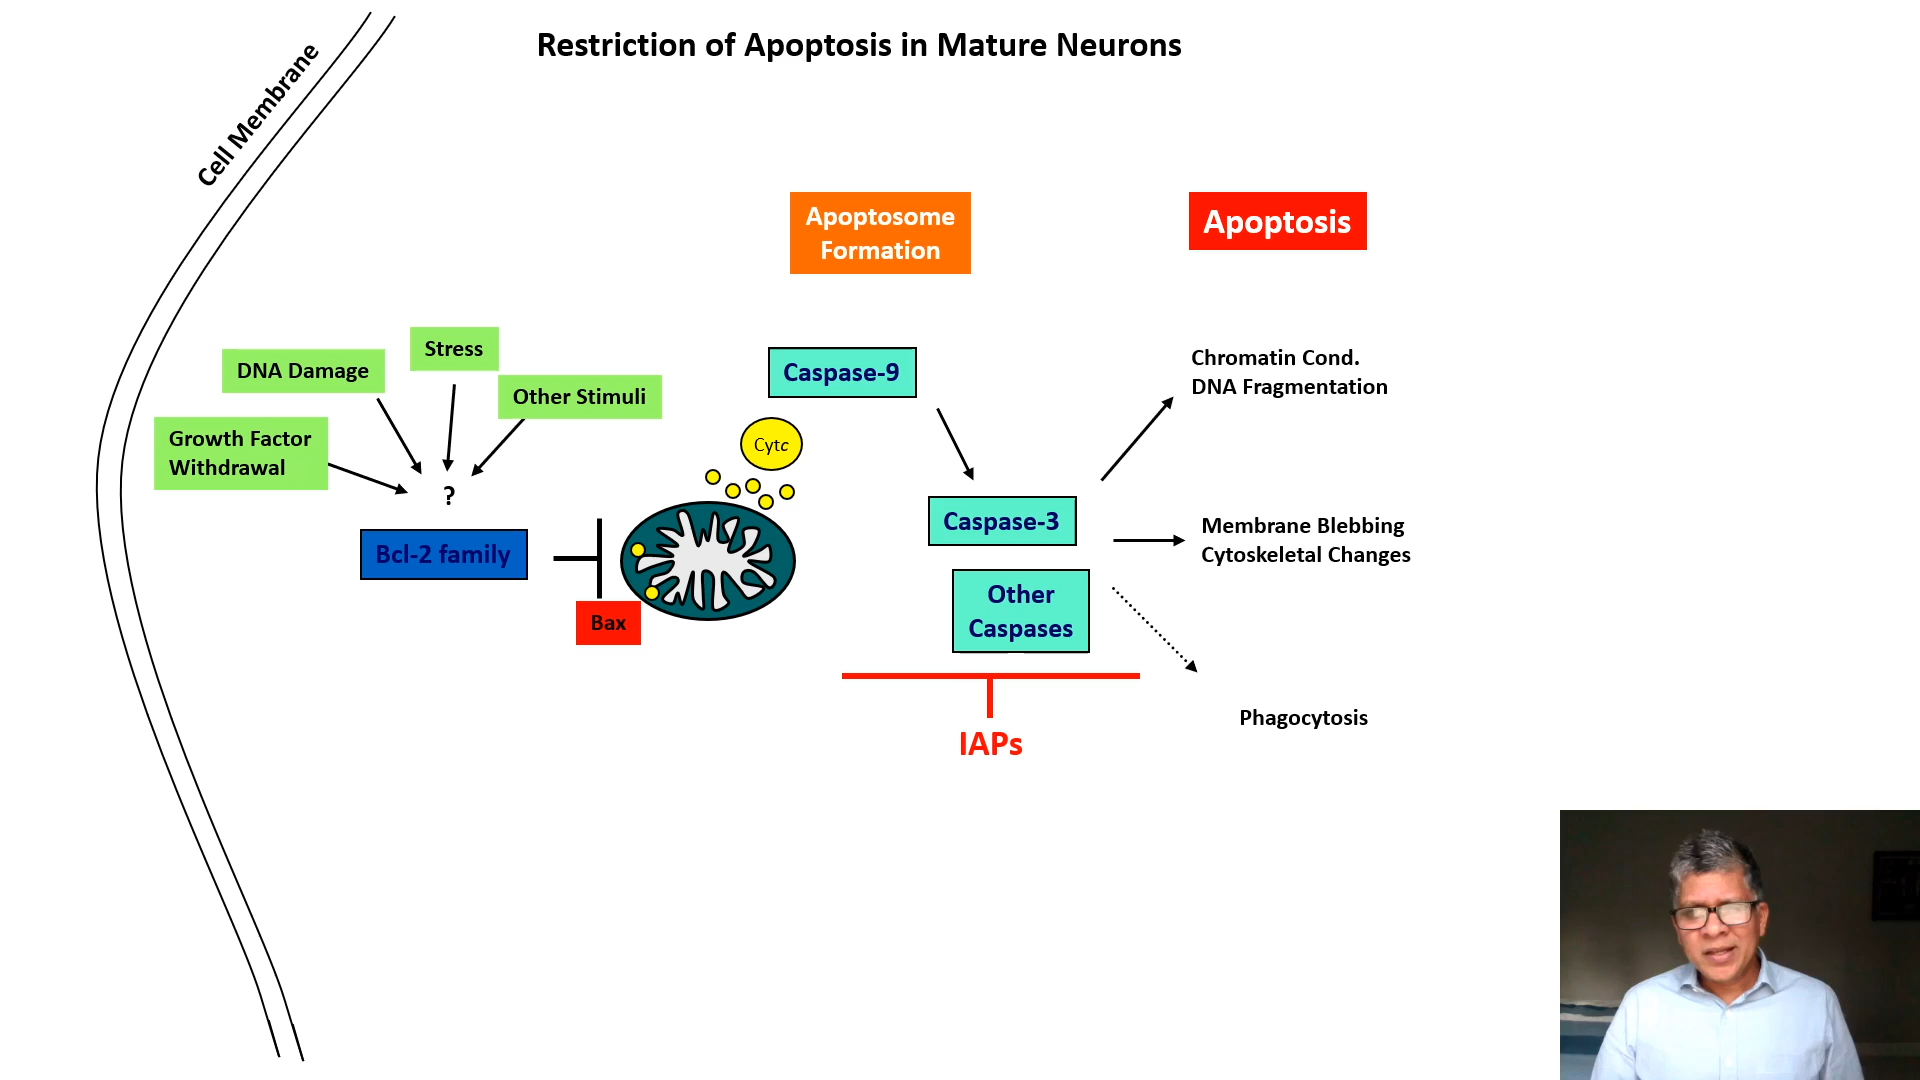 Restriction of Apoptosis in Mature Neurons
Cell Membrane
Apoptosome
Formation
Apoptosis
DNA Damage
Stress
Other Stimuli
Growth Factor
Withdrawal
?
Bcl-2 family
Bax
Cytc
Caspase-9
Caspase-3
Other
Caspases
IAPs
Chromatin Cond.
DNA Fragmentation
Membrane Blebbing
Cytoskeletal Changes
Phagocytosis